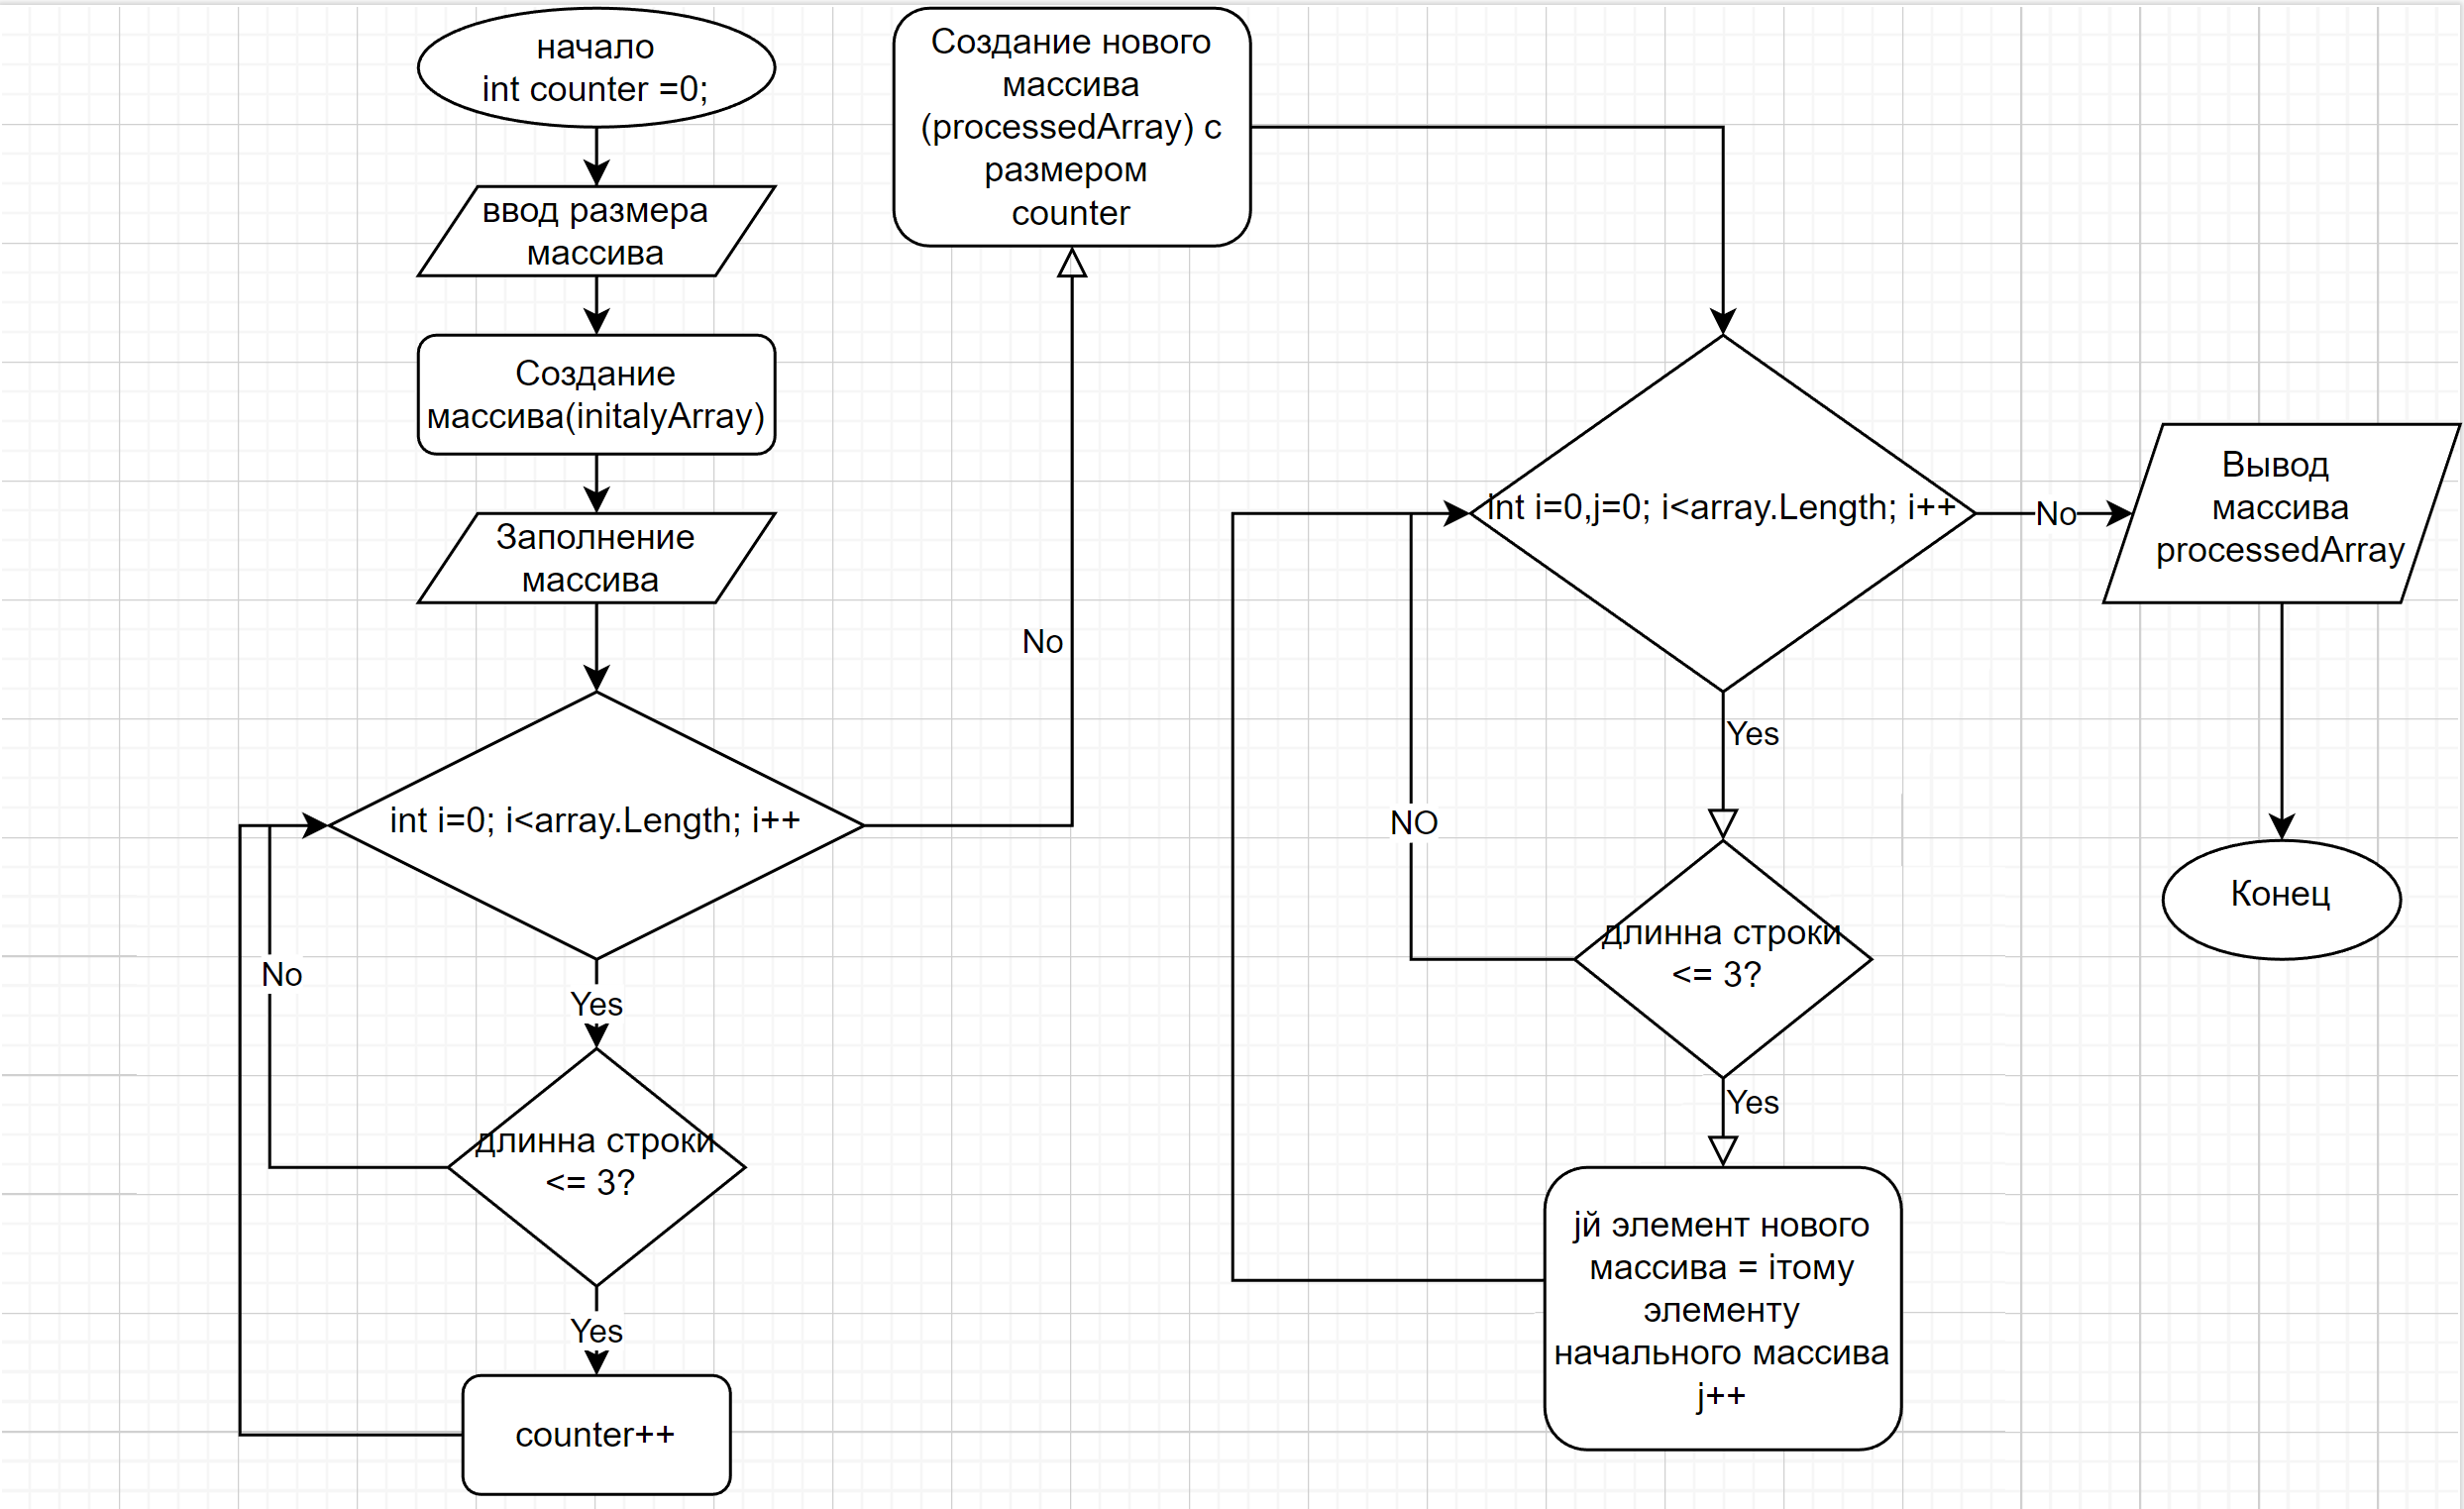 начало
int counter =0;
ввод размера
массива
Создание
массива(initalyArray)
Заполнение
массива
int i=0; i<array.Length; i++
No
Yes
длинна строки
<= 3?
Yes
counter++
No
Создание нового
массива
(processedArray) с
размером
counter
int i=0,j=0; i<array.Length; i++
No
Yes
NO
длинна строки
<= 3?
Yes
jй элемент нового
массива = iтому
элементу
начального массива
j++
Вывод
массива
processedArray
Конец